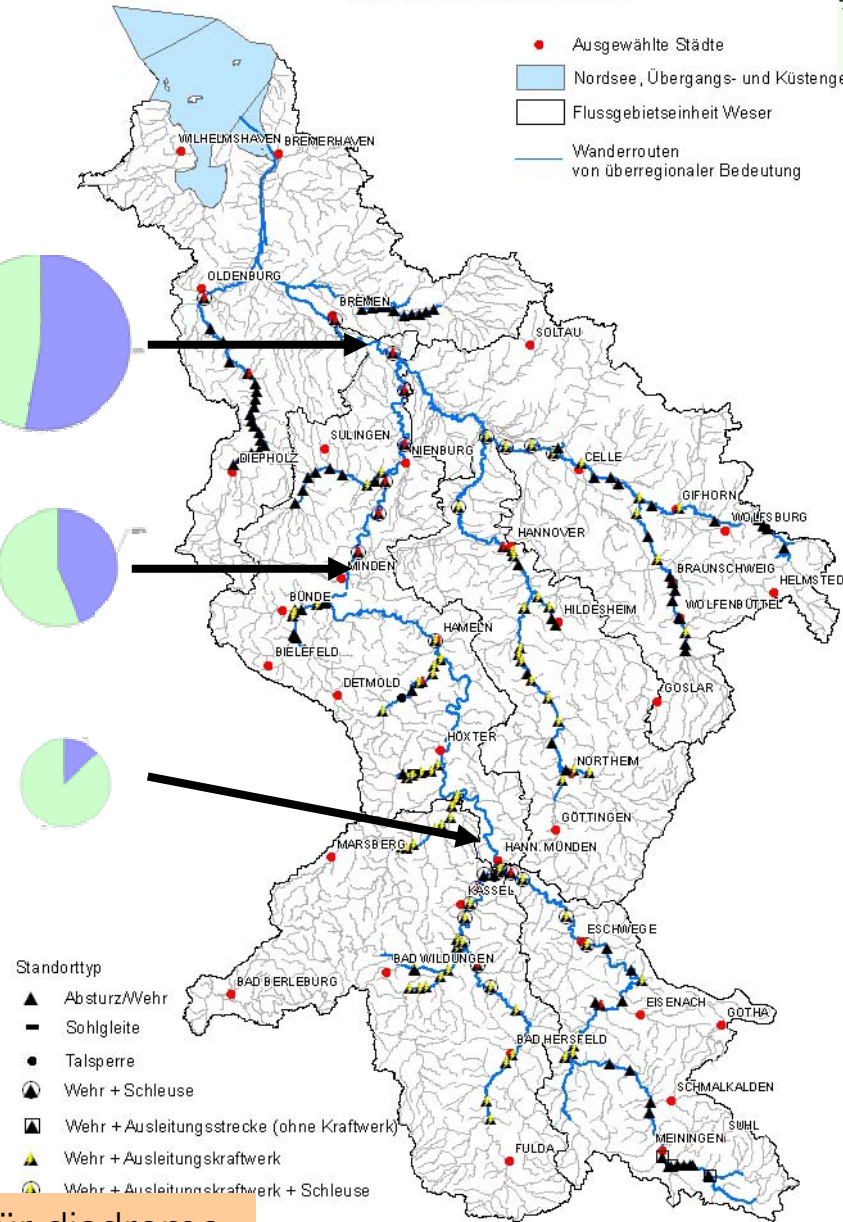 Ausgewählte Städte
Nordsee, Übergangs- und Küstenge
Flussgebietseinheit Weser
Wanderrouten
von überregionaler Bedeutung
WILHELMSHAVEN
BREMERHAVEN
OLDENBURG
BREMEN
SOLTAU
SULINGEN
NIENBURG
DIEPHOLZ
CELLE
GIFHORN
WOLFSBURG
HANNOVER
MINDEN
BRAUNSCHWEIG
HELMSTED
BÜNDE
HILDESHEIM
WOLFENBÜTTEL
HAMELN
BIELEFELD
DETMOLD
GOSLAR
HÖXTER
NORTHEIM
GÖTTINGEN
MARSBERG
HANN. MÜNDEN
KASSEL
ESCHWEGE
BAD WILDUNGEN
BAD BERLEBURG
EISENACH
GOTHA
BAD HERSFELD
SCHMALKALDEN
SUHL
MEININGEN
FULDA
Standorttyp
Absturz/Wehr
Sohlgleite
Talsperre
Wehr + Schleuse
Wehr + Ausleitungsstrecke (ohne Kraftwerk)
Wehr + Ausleitungskraftwerk
Wehr + Ausleitungskraftwerk + Schleuse